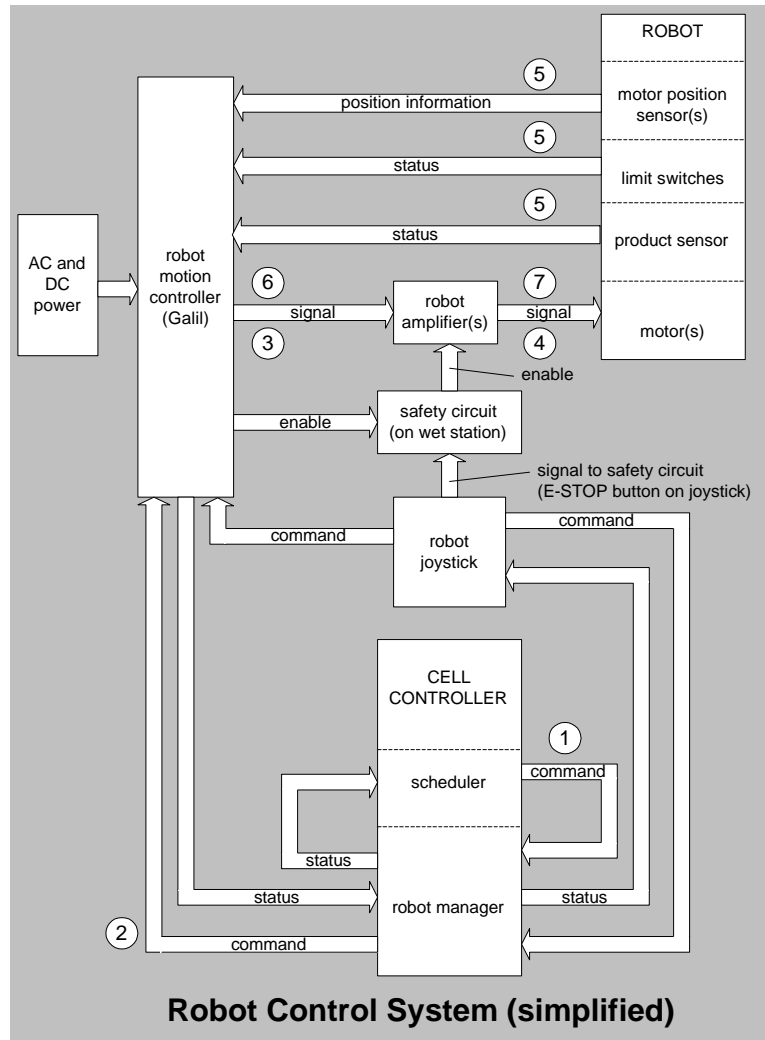 ROBOT
5
position information
motor position
sensor(s)
5
status
limit switches
5
status
product sensor
AC and
DC
power
robot
motion
controller
(Galil)
6
signal
3
robot
amplifier(s)
7
signal
4
motor(s)
enable
enable
safety circuit
(on wet station)
signal to safety circuit
(E-STOP button on joystick)
command
robot
joystick
command
CELL
CONTROLLER
1
scheduler
command
status
status
robot manager
status
2
command
Robot Control System (simplified)